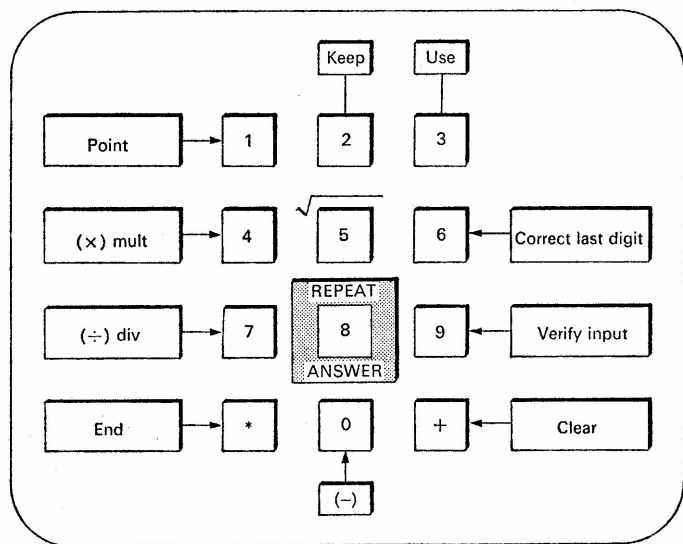 Keep Use
Point 1 2 3
(×) mult 4 √ 5 6 Correct last digit
REPEAT
(÷) div 7 8 9 Verify input
ANSWER
End * 0 + Clear
(−)